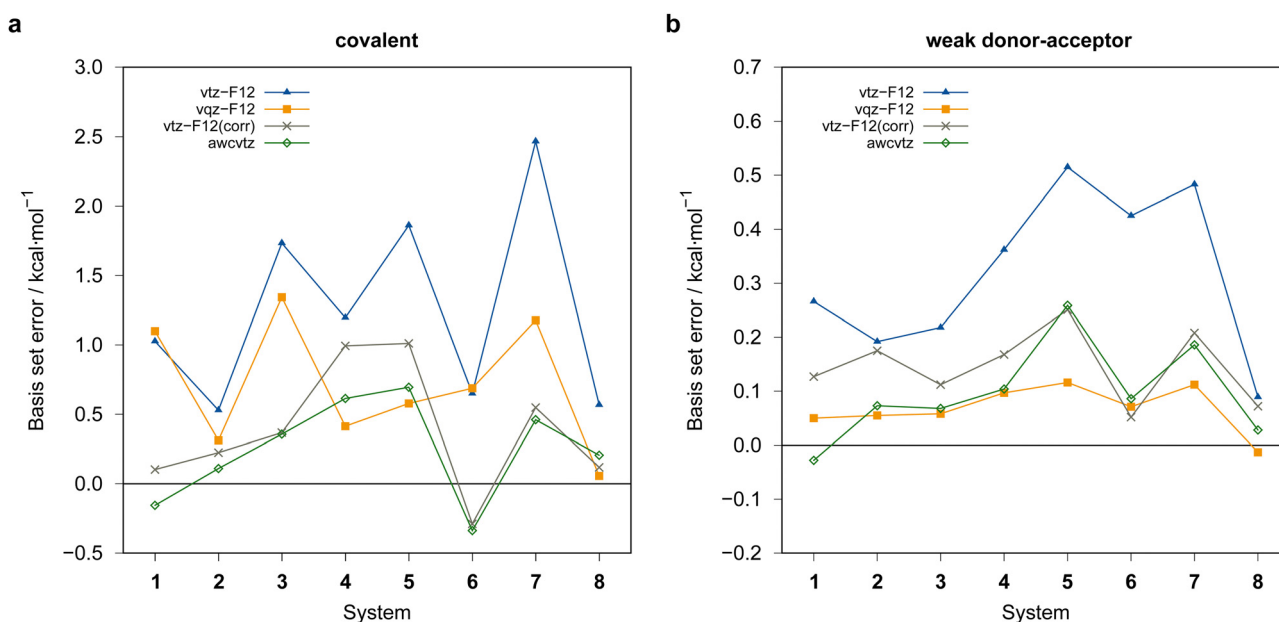 a
covalent
3.0
2.5
2.0
1.5
1.0
0.5
0.0
−0.5
Basis set error / kcal·mol−1
vtz−F12
vqz−F12
vtz−F12(corr)
awcvtz
1 2 3 4 5 6 7 8
System
b
weak donor-acceptor
0.7
0.6
0.5
0.4
0.3
0.2
0.1
0.0
−0.1
−0.2
Basis set error / kcal·mol−1
vtz−F12
vqz−F12
vtz−F12(corr)
awcvtz
1 2 3 4 5 6 7 8
System